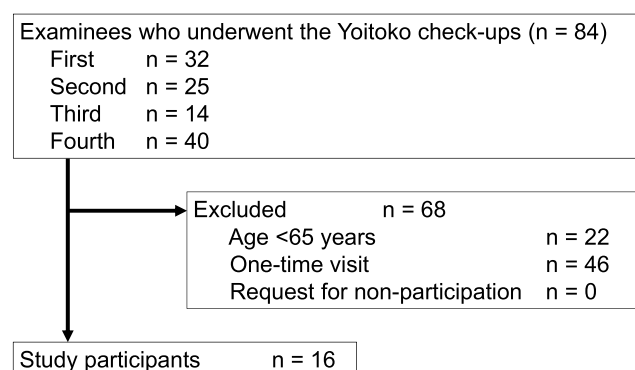 Examinees who underwent the Yoitoko check-ups (n = 84)
First n = 32
Second n = 25
Third n = 14
Fourth n = 40
Excluded n = 68
Age <65 years n = 22
One-time visit n = 46
Request for non-participation n = 0
Study participants n = 16